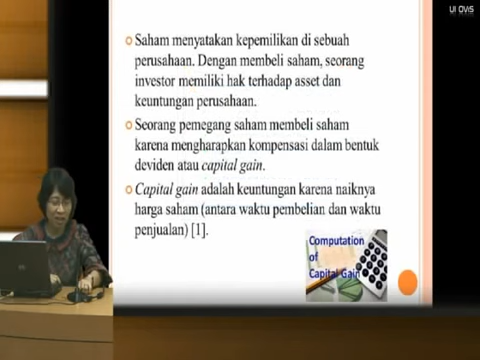 UI OVIS
Saham menyatakan kepemilikan di sebuah
perusahaan. Dengan membeli saham, seorang
investor memiliki hak terhadap asset dan
keuntungan perusahaan.
Seorang pemegang saham membeli saham
karena mengharapkan kompensasi dalam bentuk
deviden atau capital gain.
Capital gain adalah keuntungan karena naiknya
harga saham (antara waktu pembelian dan waktu
penjualan) [1].
Computation
of
Capital Gain